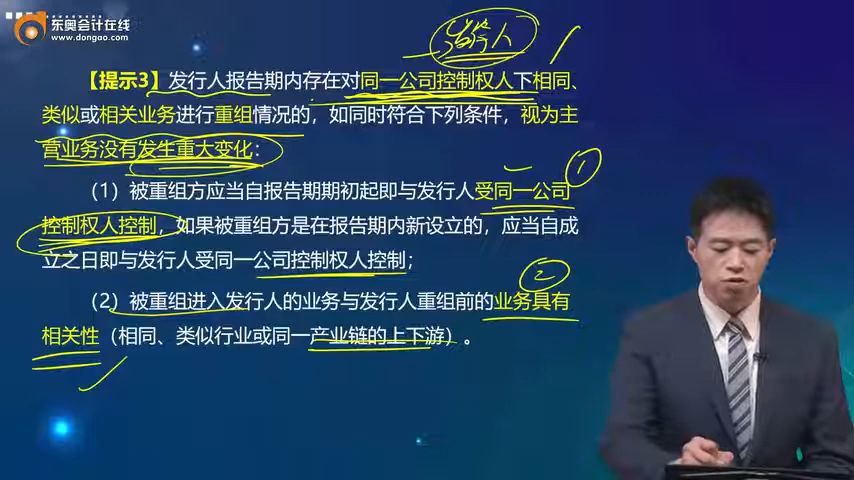 东奥会计在线
www.dongao.com
发行人
【提示3】发行人报告期内存在对同一公司控制权人下相同、
类似或相关业务进行重组情况的，如同时符合下列条件，视为主
营业务没有发生重大变化：
①
（1）被重组方应当自报告期期初起即与发行人受同一公司
控制权人控制，如果被重组方是在报告期内新设立的，应当自成
立之日即与发行人受同一公司控制权人控制；
②
（2）被重组进入发行人的业务与发行人重组前的业务具有
相关性（相同、类似行业或同一产业链的上下游）。